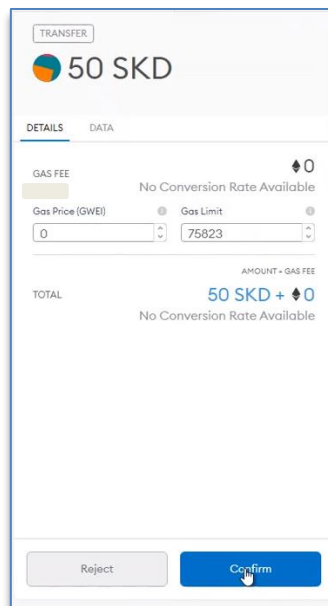 TRANSFER
50 SKD
DETAILS DATA
GAS FEE 0
No Conversion Rate Available
Gas Price (GWEI) Gas Limit
0 75823
AMOUNT + GAS FEE
TOTAL 50 SKD + 0
No Conversion Rate Available
Reject Confirm